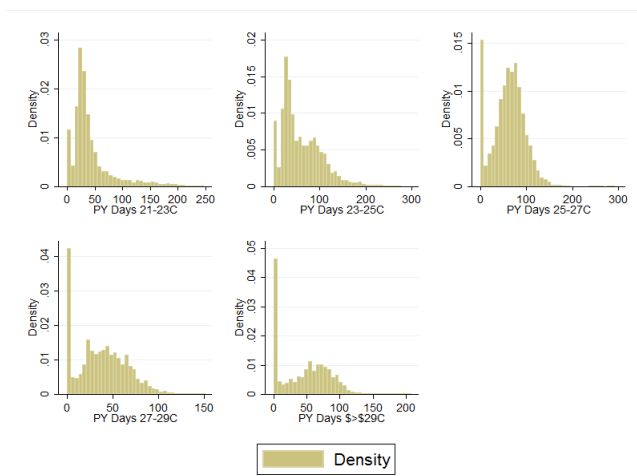 Density
0 .01 .02 .03
0 50 100 150 200 250
PY Days 21-23C
Density
0 .005 .01 .015 .02
0 100 200 300
PY Days 23-25C
Density
0 .005 .01 .015
0 100 200 300
PY Days 25-27C
Density
0 .01 .02 .03 .04
0 50 100 150
PY Days 27-29C
Density
0 .01 .02 .03 .04 .05
0 50 100 150 200
PY Days $>$29C
Density